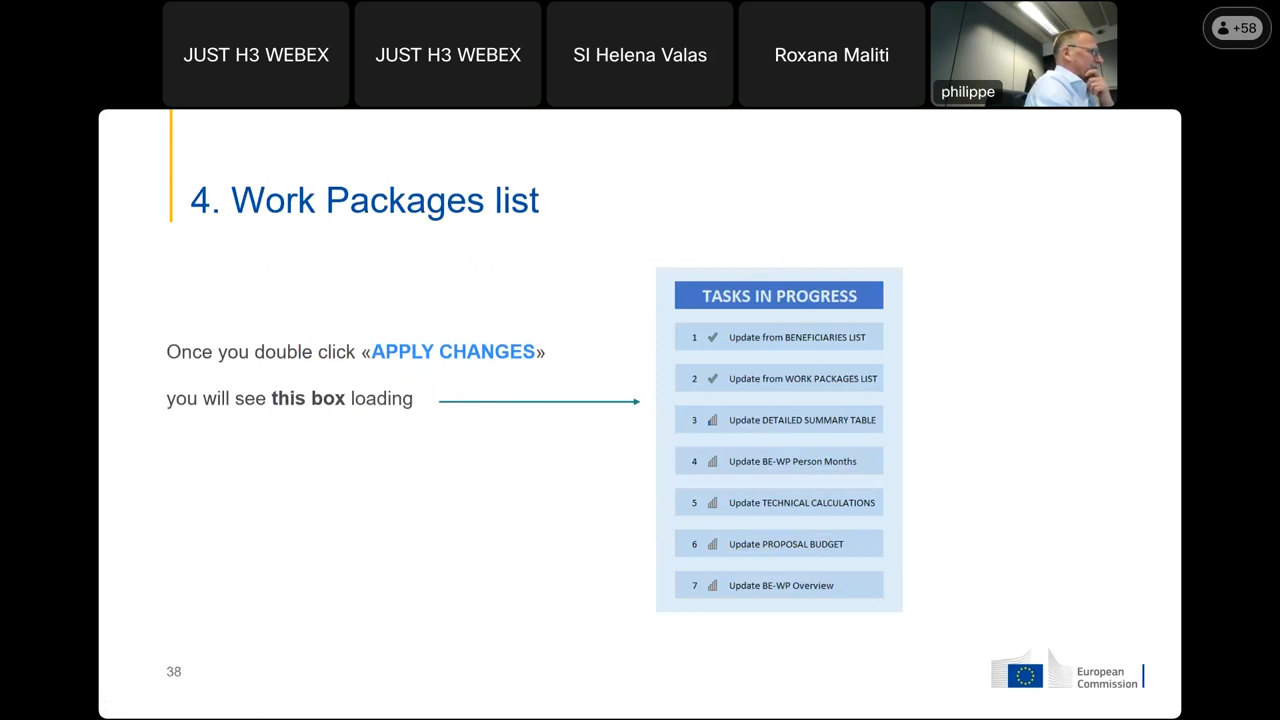 JUST H3 WEBEX
JUST H3 WEBEX
SI Helena Valas
Roxana Maliti
philippe
+58
4. Work Packages list
Once you double click «APPLY CHANGES»
you will see this box loading
TASKS IN PROGRESS
1 Update from BENEFICIARIES LIST
2 Update from WORK PACKAGES LIST
3 Update DETAILED SUMMARY TABLE
4 Update BE-WP Person Months
5 Update TECHNICAL CALCULATIONS
6 Update PROPOSAL BUDGET
7 Update BE-WP Overview
38
European
Commission